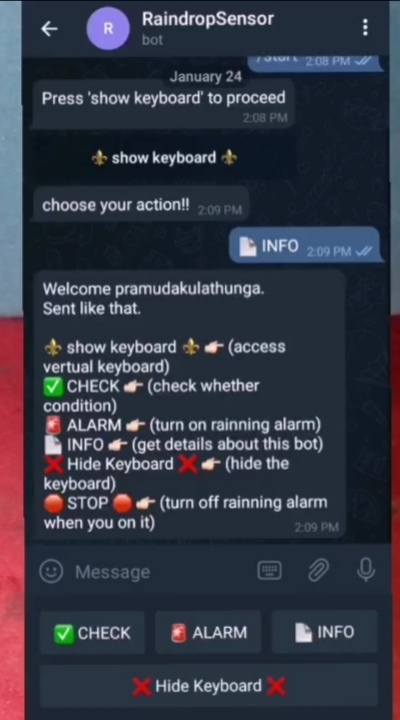 R
RaindropSensor
bot
/start 2:08 PM
January 24
Press 'show keyboard' to proceed
2:08 PM
⚜️ show keyboard ⚜️
choose your action!! 2:09 PM
📄 INFO 2:09 PM
Welcome pramudakulathunga.
Sent like that.
⚜️ show keyboard ⚜️ 👉 (access
vertual keyboard)
✅ CHECK 👉 (check whether
condition)
🚨 ALARM 👉 (turn on rainning alarm)
📄 INFO 👉 (get details about this bot)
❌ Hide Keyboard ❌ 👉 (hide the
keyboard)
🛑 STOP 🛑 👉 (turn off rainning alarm
when you on it)
2:09 PM
Message
✅ CHECK
🚨 ALARM
📄 INFO
❌ Hide Keyboard ❌